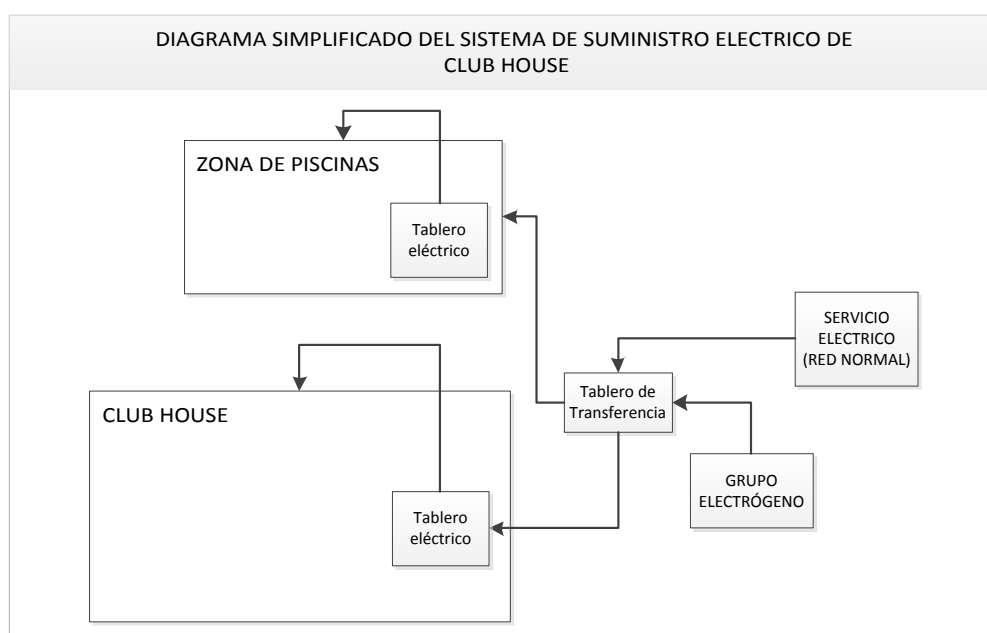 DIAGRAMA SIMPLIFICADO DEL SISTEMA DE SUMINISTRO ELECTRICO DE
CLUB HOUSE
ZONA DE PISCINAS
Tablero
eléctrico
SERVICIO
ELECTRICO
(RED NORMAL)
Tablero de
Transferencia
CLUB HOUSE
GRUPO
ELECTRÓGENO
Tablero
eléctrico